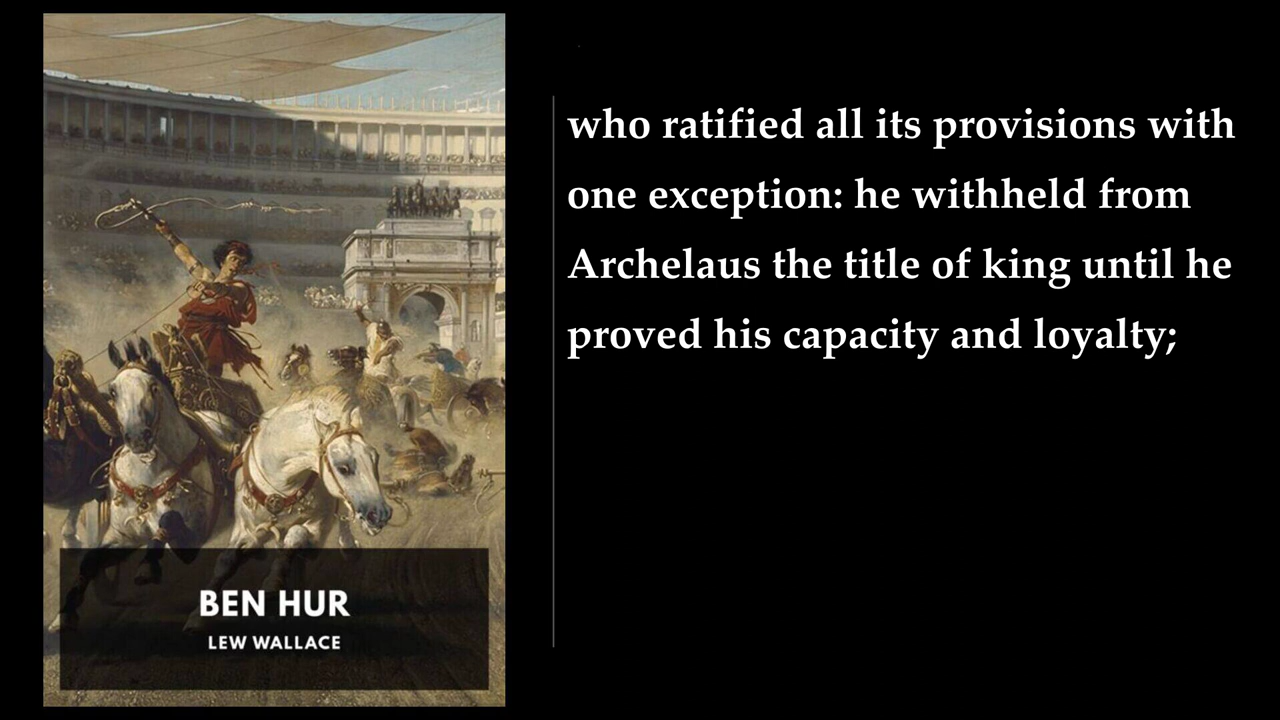 who ratified all its provisions with
one exception: he withheld from
Archelaus the title of king until he
proved his capacity and loyalty;
BEN HUR
LEW WALLACE